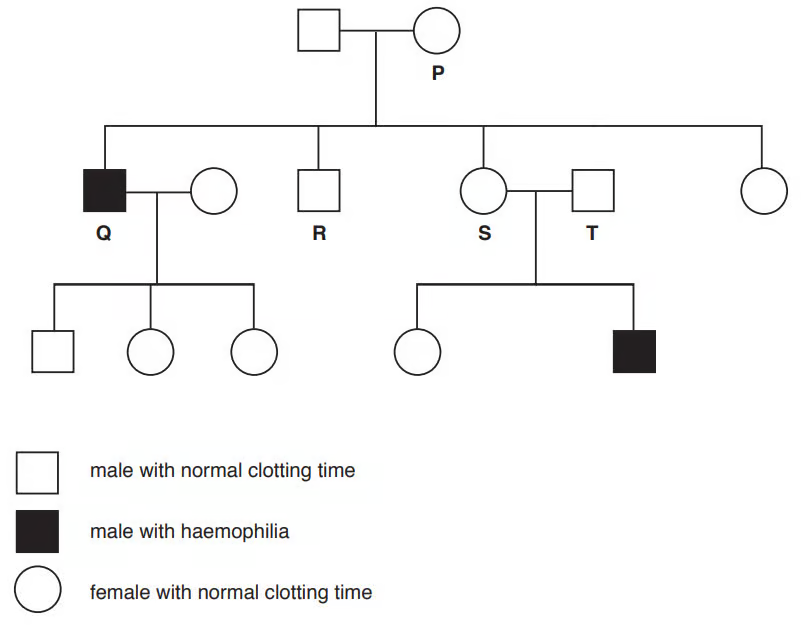 P
Q
R
S
T
male with normal clotting time
male with haemophilia
female with normal clotting time